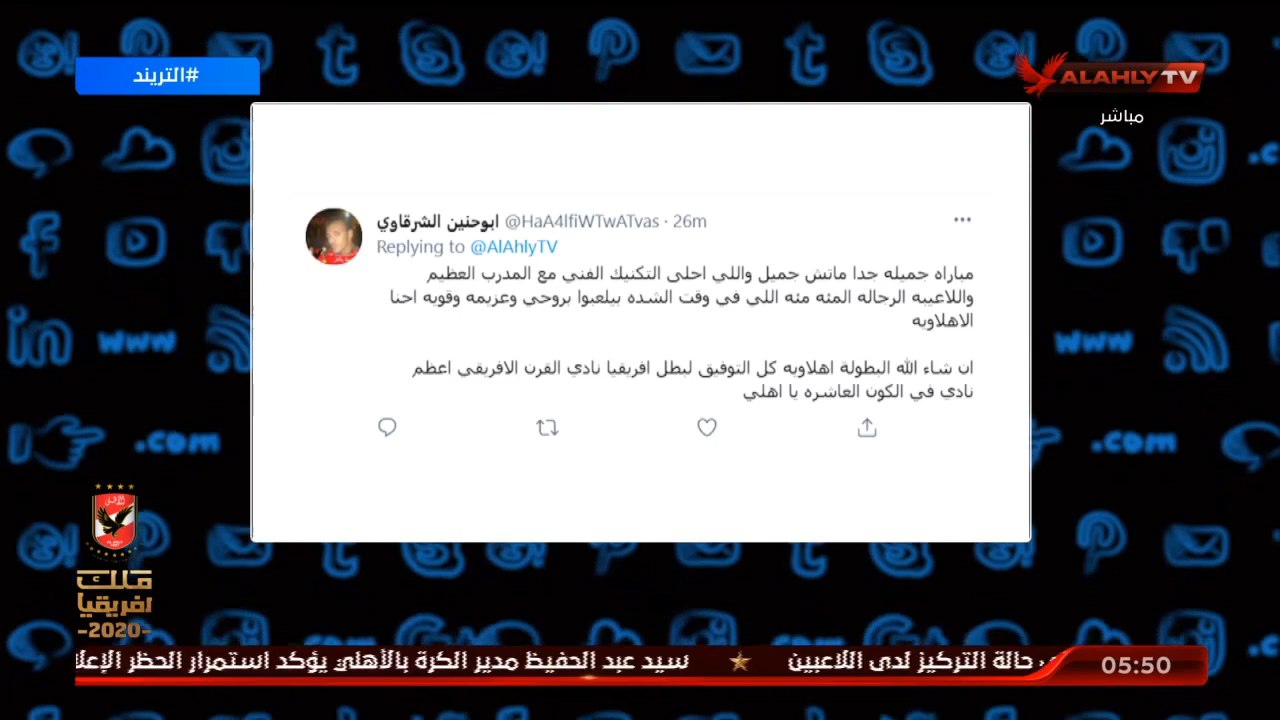 #التريند
ALAHLY TV
مباشر
ابوحنين الشرقاوي @HaA4lfiWTwATvas · 26m
Replying to @AlAhlyTV
مباراه جميله جدا ماتش جميل واللي احلى التكنيك الفني مع المدرب العظيم
واللاعيبه الرجاله المئه مئه اللي في وقت الشده بيلعبوا بروحي وعزيمه وقويه احنا
الاهلاويه
ان شاء الله البطولة اهلاويه كل التوفيق لبطل افريقيا نادي القرن الافريقي اعظم
نادي في الكون العاشره يا اهلي
ملك
افريقيا
-2020-
حالة التركيز لدى اللاعبين ★ سيد عبد الحفيظ مدير الكرة بالأهلي يؤكد استمرار الحظر الإعلا
05:50